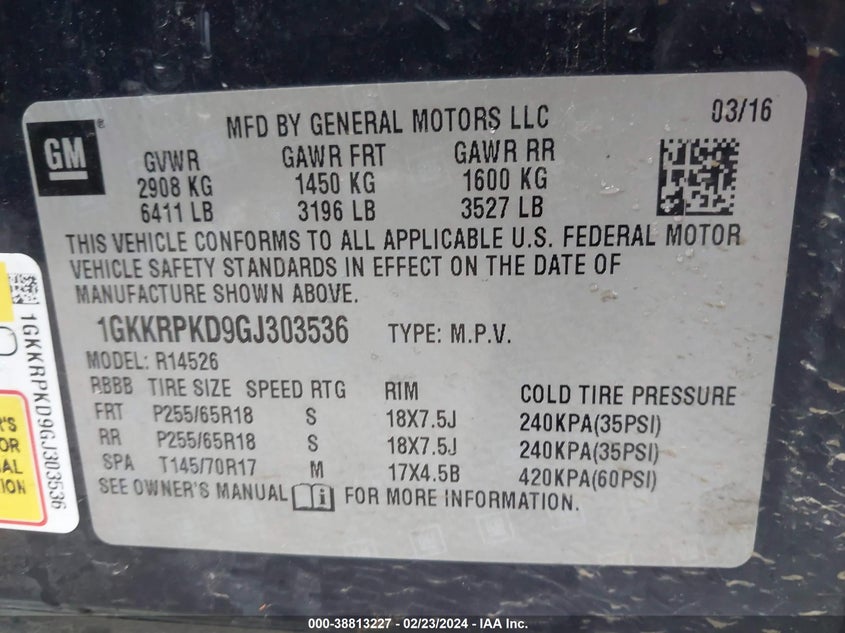 GM ®
MFD BY GENERAL MOTORS LLC 03/16
GVWR GAWR FRT GAWR RR
2908 KG 1450 KG 1600 KG
6411 LB 3196 LB 3527 LB
THIS VEHICLE CONFORMS TO ALL APPLICABLE U.S. FEDERAL MOTOR
VEHICLE SAFETY STANDARDS IN EFFECT ON THE DATE OF
MANUFACTURE SHOWN ABOVE.
1GKKRPKD9GJ303536 TYPE: M.P.V.
MODEL: R14526
RBBB TIRE SIZE SPEED RTG RIM COLD TIRE PRESSURE
FRT P255/65R18 S 18X7.5J 240KPA(35PSI)
RR P255/65R18 S 18X7.5J 240KPA(35PSI)
SPA T145/70R17 M 17X4.5B 420KPA(60PSI)
SEE OWNER'S MANUAL FOR MORE INFORMATION.
1GKKRPKD9GJ303536
000-38813227 - 02/23/2024 - IAA Inc.